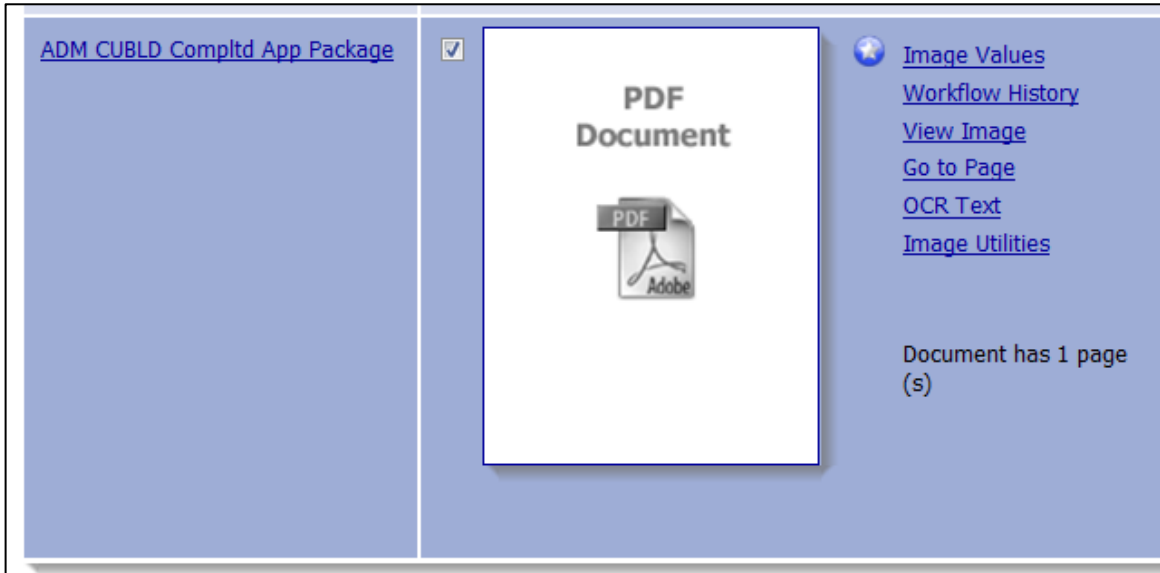 ADM CUBLD Compltd App Package
PDF
Document
PDF
Adobe
Image Values
Workflow History
View Image
Go to Page
OCR Text
Image Utilities
Document has 1 page
(s)